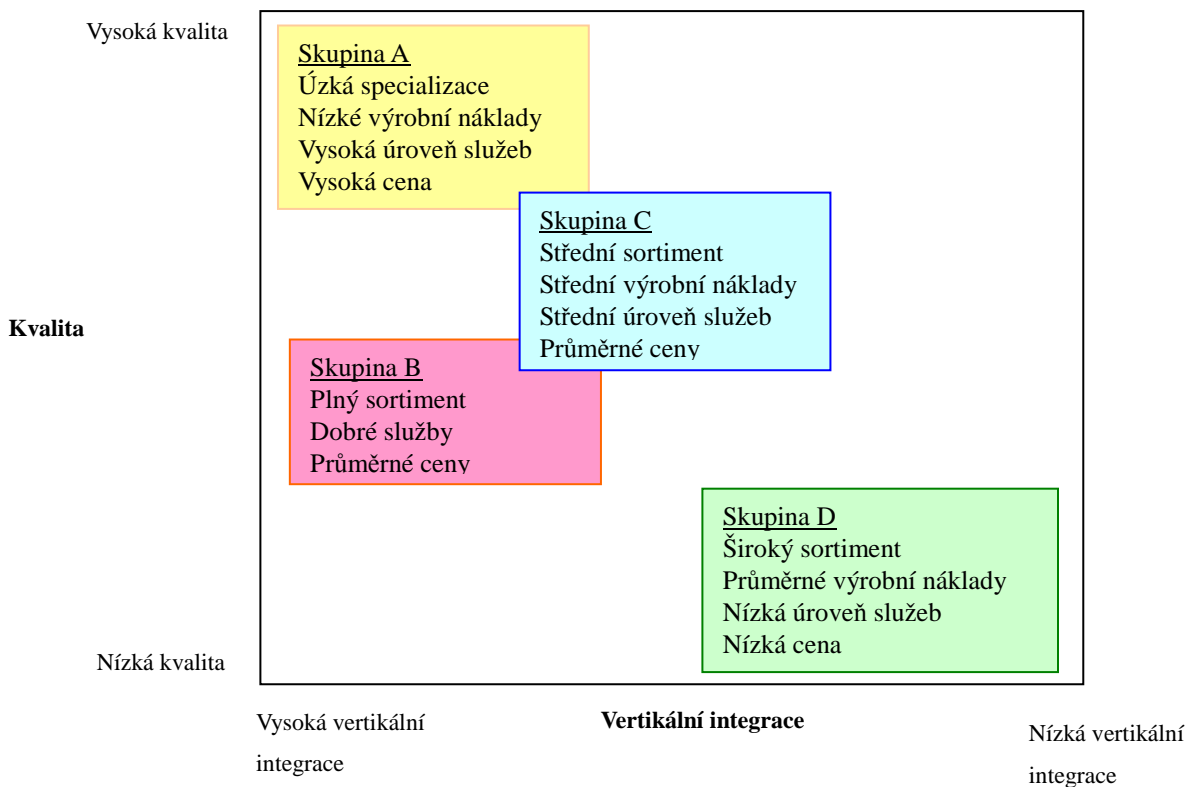 Vysoká kvalita
Skupina A
Úzká specializace
Nízké výrobní náklady
Vysoká úroveň služeb
Vysoká cena
Skupina C
Střední sortiment
Střední výrobní náklady
Střední úroveň služeb
Průměrné ceny
Kvalita
Skupina B
Plný sortiment
Dobré služby
Průměrné ceny
Skupina D
Široký sortiment
Průměrné výrobní náklady
Nízká úroveň služeb
Nízká cena
Nízká kvalita
Vysoká vertikální
integrace
Vertikální integrace
Nízká vertikální
integrace